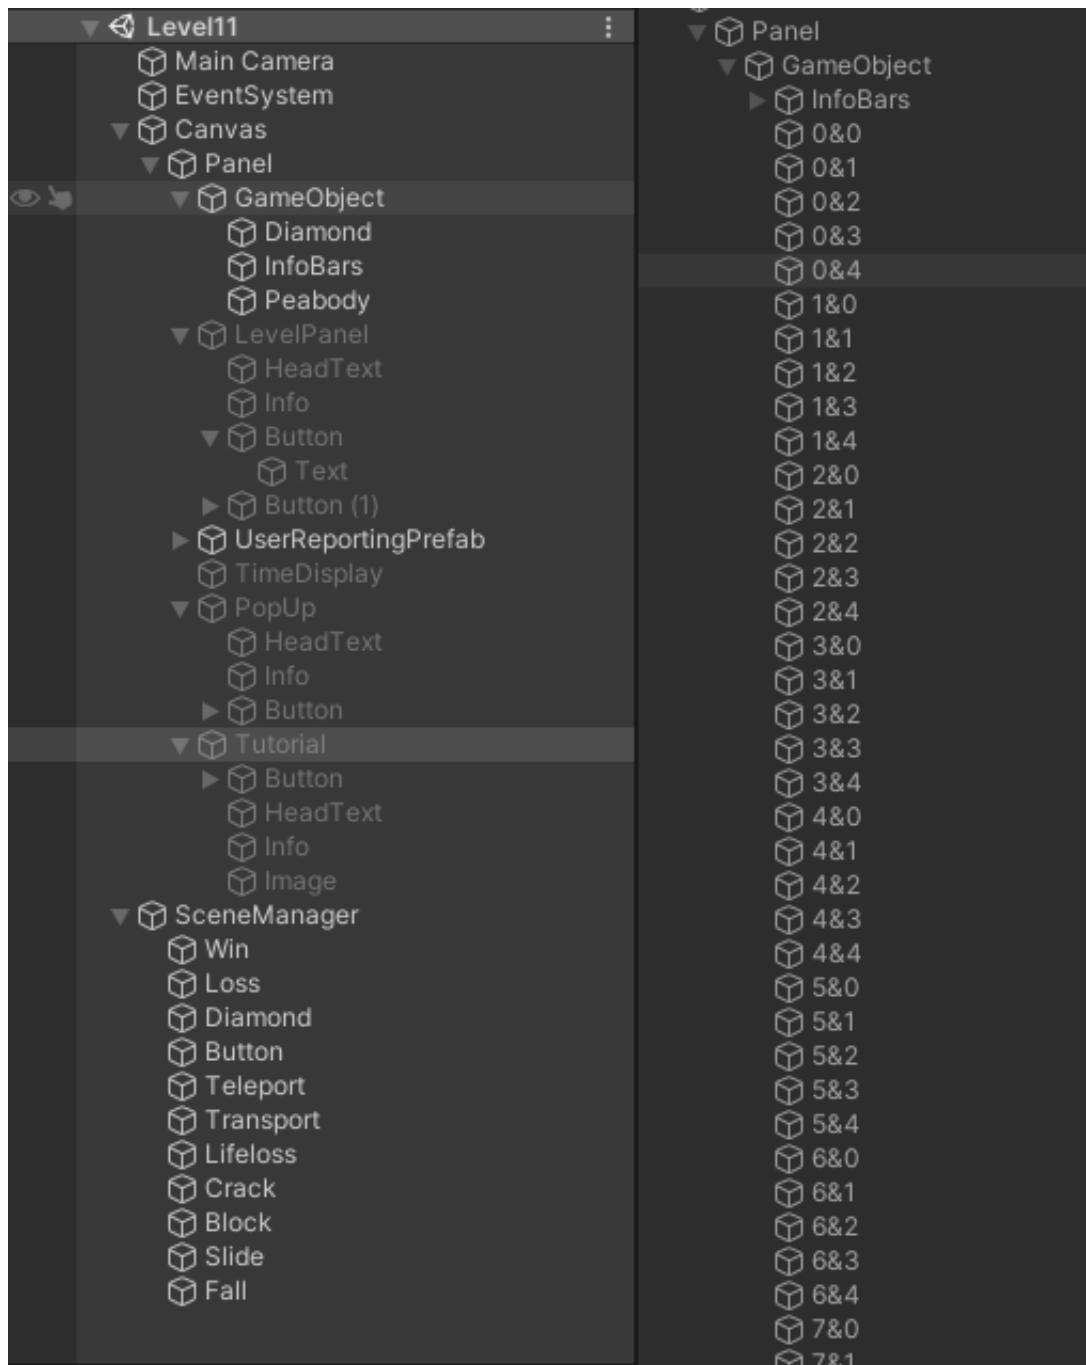 Level11
Main Camera
EventSystem
Canvas
Panel
GameObject
Diamond
InfoBars
Peabody
LevelPanel
HeadText
Info
Button
Text
Button (1)
UserReportingPrefab
TimeDisplay
PopUp
HeadText
Info
Button
Tutorial
Button
HeadText
Info
Image
SceneManager
Win
Loss
Diamond
Button
Teleport
Transport
Lifeloss
Crack
Block
Slide
Fall
Panel
GameObject
InfoBars
0&0
0&1
0&2
0&3
0&4
1&0
1&1
1&2
1&3
1&4
2&0
2&1
2&2
2&3
2&4
3&0
3&1
3&2
3&3
3&4
4&0
4&1
4&2
4&3
4&4
5&0
5&1
5&2
5&3
5&4
6&0
6&1
6&2
6&3
6&4
7&0
7&1